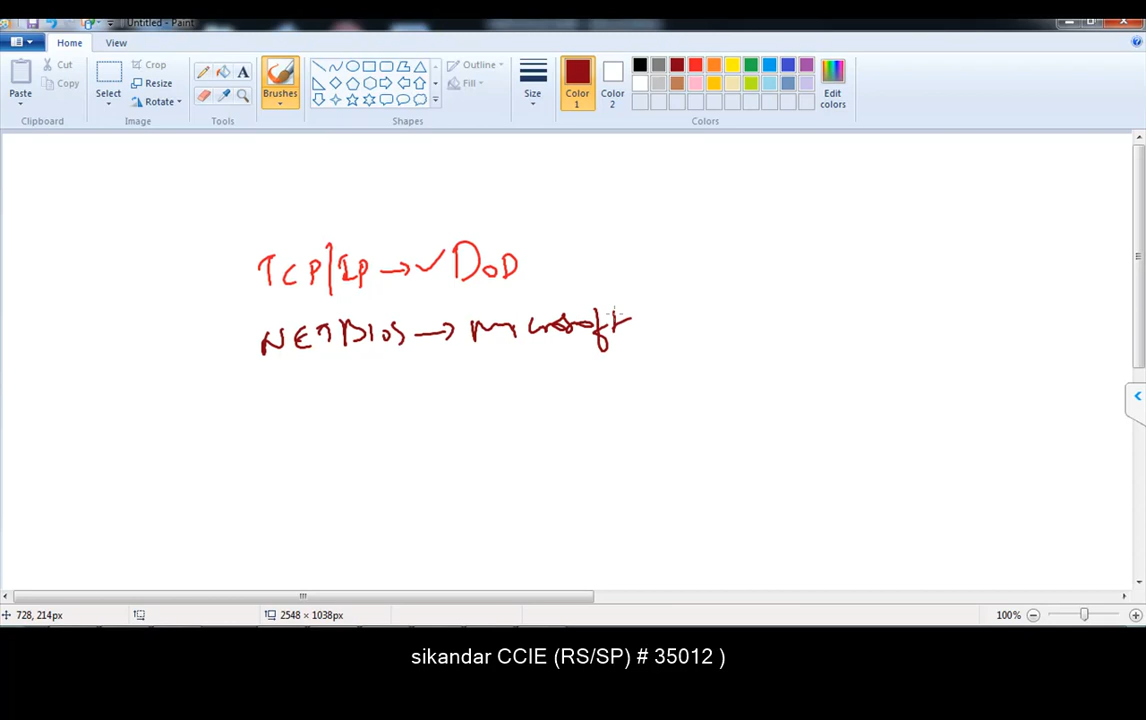 Untitled - Paint
Home View
Paste Cut Copy Clipboard
Select Crop Resize Rotate Image
A Tools
Brushes
Shapes Outline Fill
Size
Color 1 Color 2 Edit colors Colors
TCP|IP → ✓ DoD
NETBIOS → Microsoft
728, 214px 2548 × 1038px 100%
sikandar CCIE (RS/SP) # 35012 )